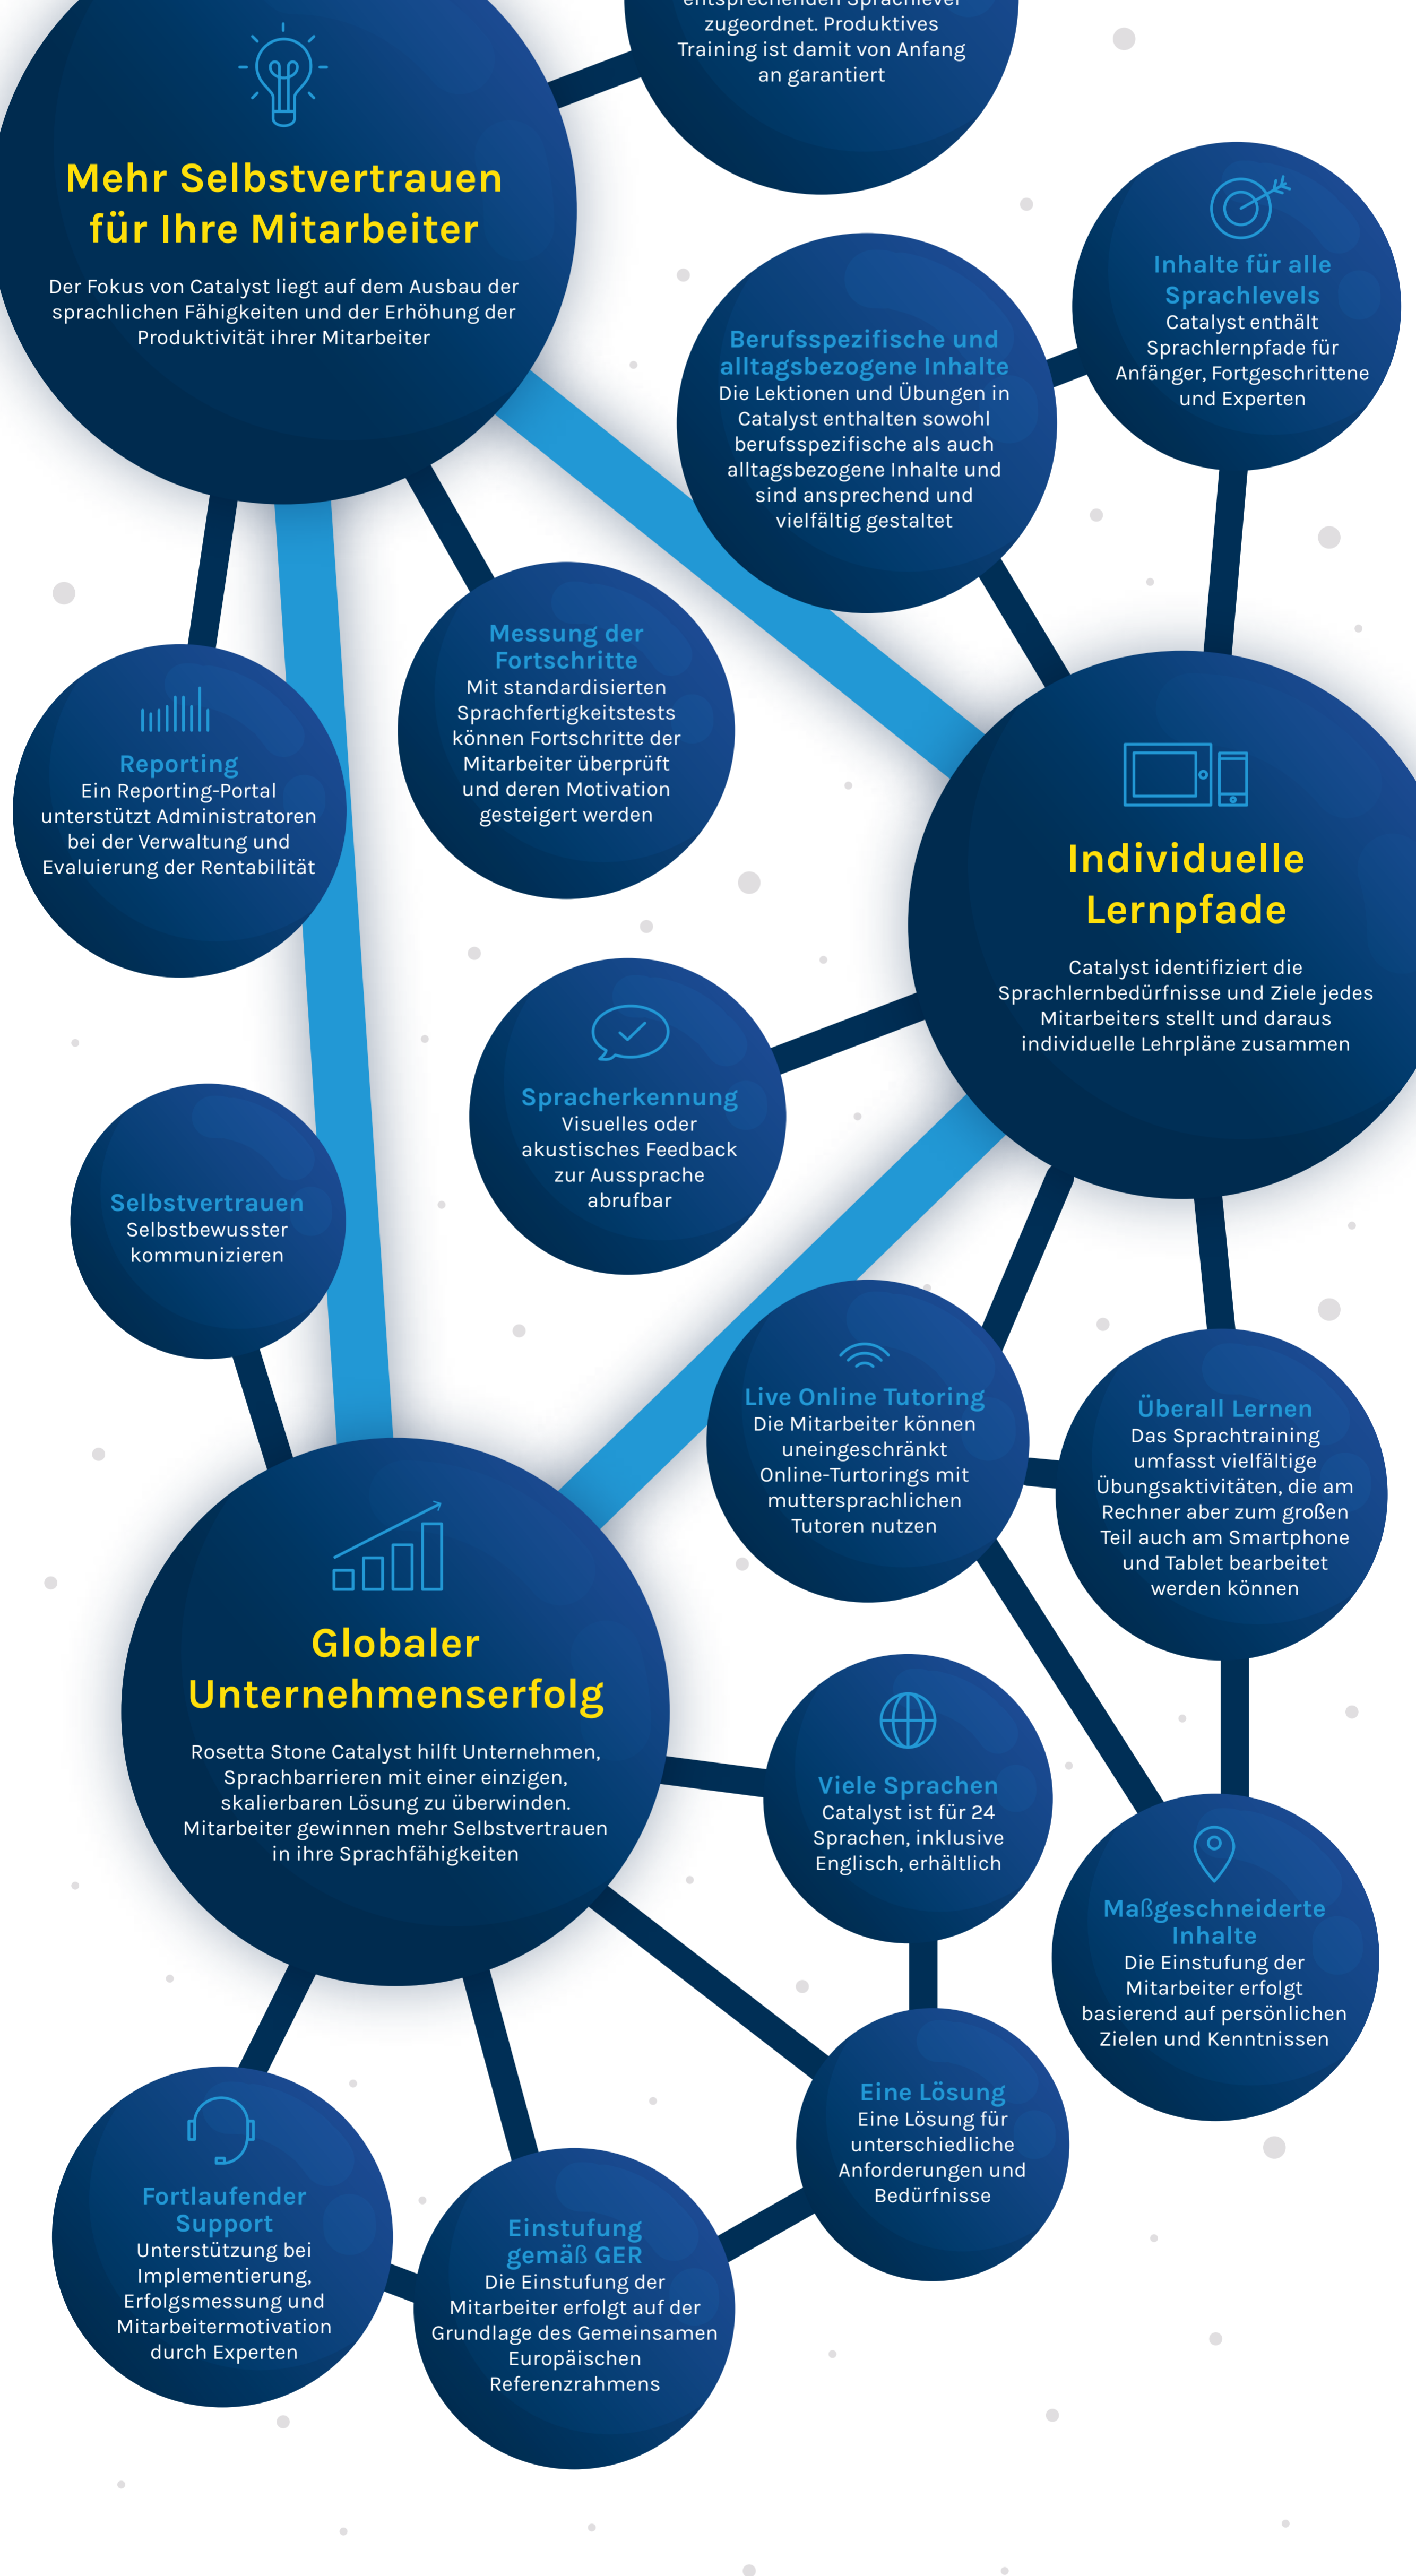 entsprechenden Sprachlevel
zugeordnet. Produktives
Training ist damit von Anfang
an garantiert
Mehr Selbstvertrauen
für Ihre Mitarbeiter
Der Fokus von Catalyst liegt auf dem Ausbau der
sprachlichen Fähigkeiten und der Erhöhung der
Produktivität ihrer Mitarbeiter
Inhalte für alle
Sprachlevels
Catalyst enthält
Sprachlernpfade für
Anfänger, Fortgeschrittene
und Experten
Berufsspezifische und
alltagsbezogene Inhalte
Die Lektionen und Übungen in
Catalyst enthalten sowohl
berufsspezifische als auch
alltagsbezogene Inhalte und
sind ansprechend und
vielfältig gestaltet
Messung der
Fortschritte
Mit standardisierten
Sprachfertigkeitstests
können Fortschritte der
Mitarbeiter überprüft
und deren Motivation
gesteigert werden
Reporting
Ein Reporting-Portal
unterstützt Administratoren
bei der Verwaltung und
Evaluierung der Rentabilität
Individuelle
Lernpfade
Catalyst identifiziert die
Sprachlernbedürfnisse und Ziele jedes
Mitarbeiters stellt und daraus
individuelle Lehrpläne zusammen
Spracherkennung
Visuelles oder
akustisches Feedback
zur Aussprache
abrufbar
Selbstvertrauen
Selbstbewusster
kommunizieren
Live Online Tutoring
Die Mitarbeiter können
uneingeschränkt
Online-Turtorings mit
muttersprachlichen
Tutoren nutzen
Überall Lernen
Das Sprachtraining
umfasst vielfältige
Übungsaktivitäten, die am
Rechner aber zum großen
Teil auch am Smartphone
und Tablet bearbeitet
werden können
Globaler
Unternehmenserfolg
Rosetta Stone Catalyst hilft Unternehmen,
Sprachbarrieren mit einer einzigen,
skalierbaren Lösung zu überwinden.
Mitarbeiter gewinnen mehr Selbstvertrauen
in ihre Sprachfähigkeiten
Viele Sprachen
Catalyst ist für 24
Sprachen, inklusive
Englisch, erhältlich
Maßgeschneiderte
Inhalte
Die Einstufung der
Mitarbeiter erfolgt
basierend auf persönlichen
Zielen und Kenntnissen
Eine Lösung
Eine Lösung für
unterschiedliche
Anforderungen und
Bedürfnisse
Fortlaufender
Support
Unterstützung bei
Implementierung,
Erfolgsmessung und
Mitarbeitermotivation
durch Experten
Einstufung
gemäß GER
Die Einstufung der
Mitarbeiter erfolgt auf der
Grundlage des Gemeinsamen
Europäischen
Referenzrahmens